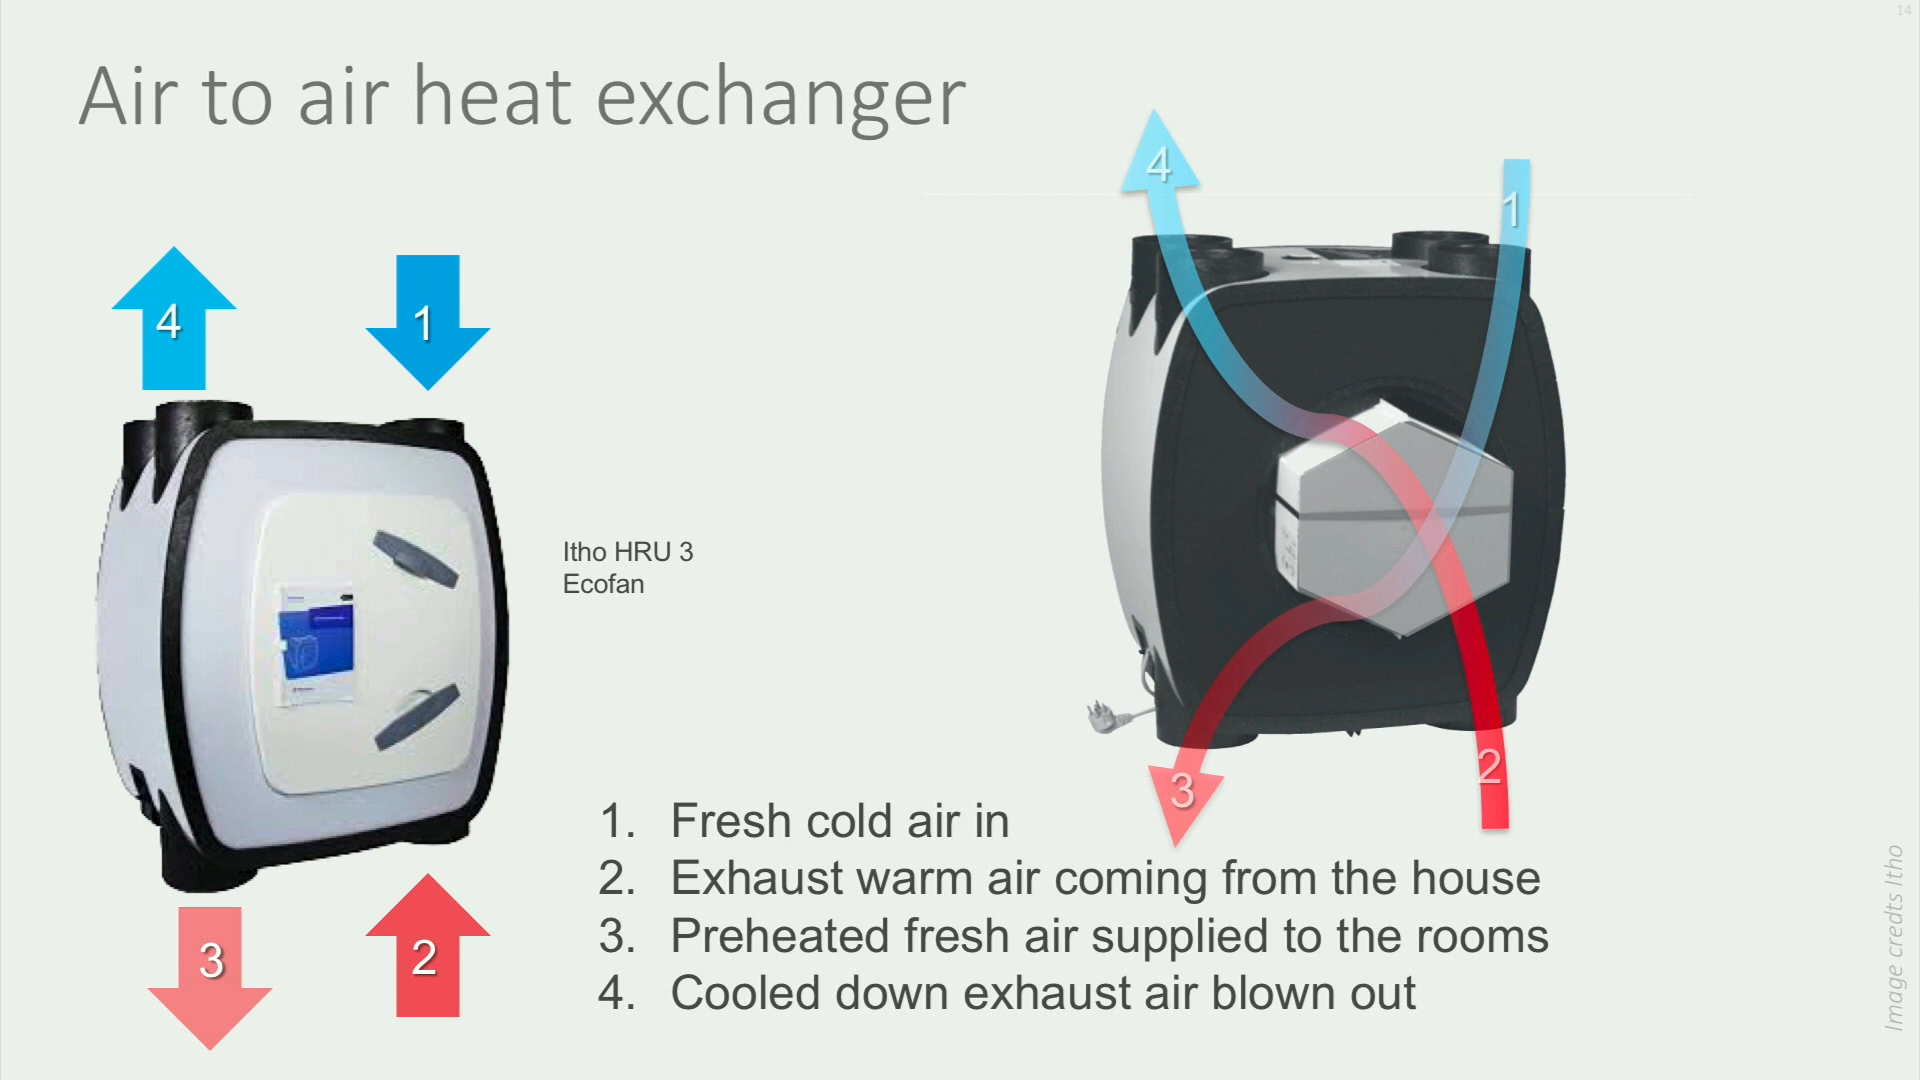 14
Air to air heat exchanger
4
1
4
1
Itho HRU 3
Ecofan
3
2
3
2
1. Fresh cold air in
2. Exhaust warm air coming from the house
3. Preheated fresh air supplied to the rooms
4. Cooled down exhaust air blown out
Image credts Itho